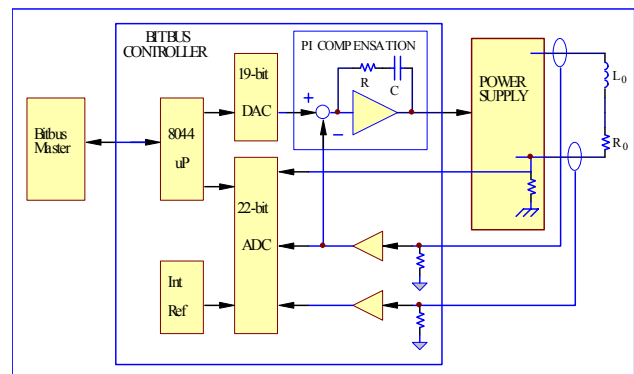 BITBUS
CONTROLLER
PI COMPENSATION
19-bit
DAC
+
−
R
C
POWER
SUPPLY
L0
R0
Bitbus
Master
8044
uP
22-bit
ADC
Int
Ref